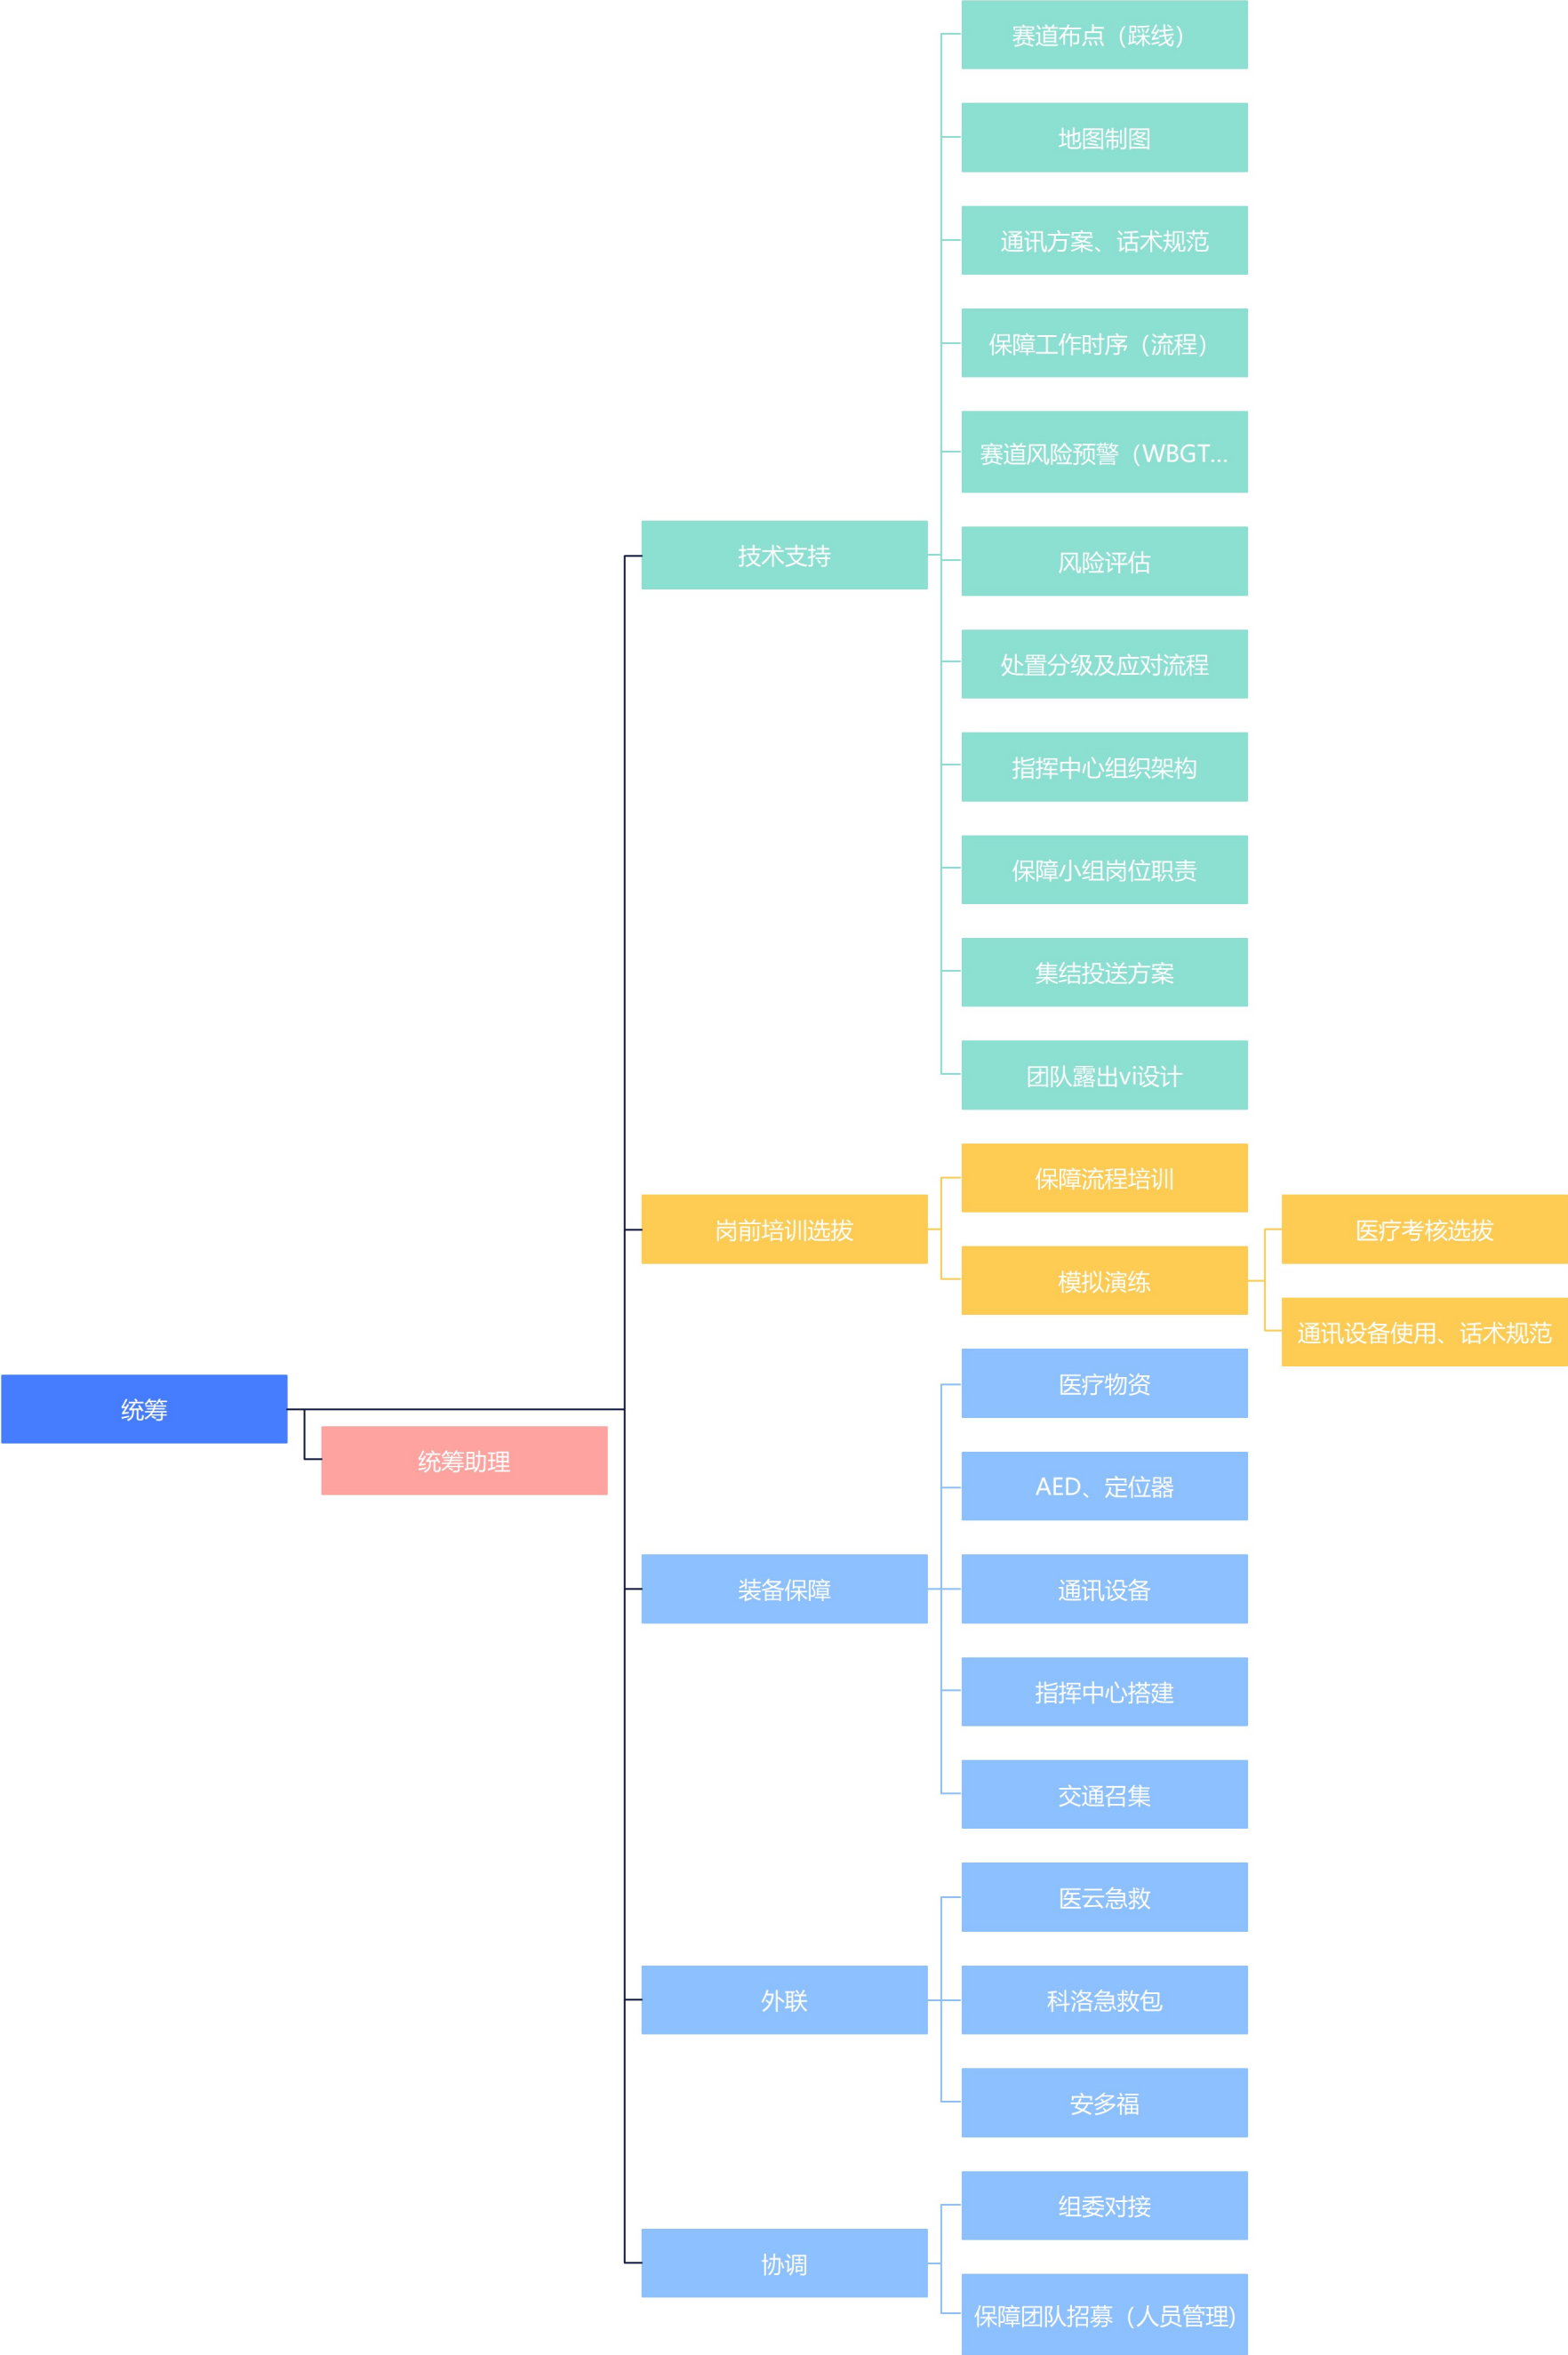 统筹
统筹助理
技术支持
赛道布点（踩线）
地图制图
通讯方案、话术规范
保障工作时序（流程）
赛道风险预警（WBGT...
风险评估
处置分级及应对流程
指挥中心组织架构
保障小组岗位职责
集结投送方案
团队露出vi设计
岗前培训选拔
保障流程培训
模拟演练
医疗考核选拔
通讯设备使用、话术规范
装备保障
医疗物资
AED、定位器
通讯设备
指挥中心搭建
交通召集
外联
医云急救
科洛急救包
安多福
协调
组委对接
保障团队招募（人员管理)